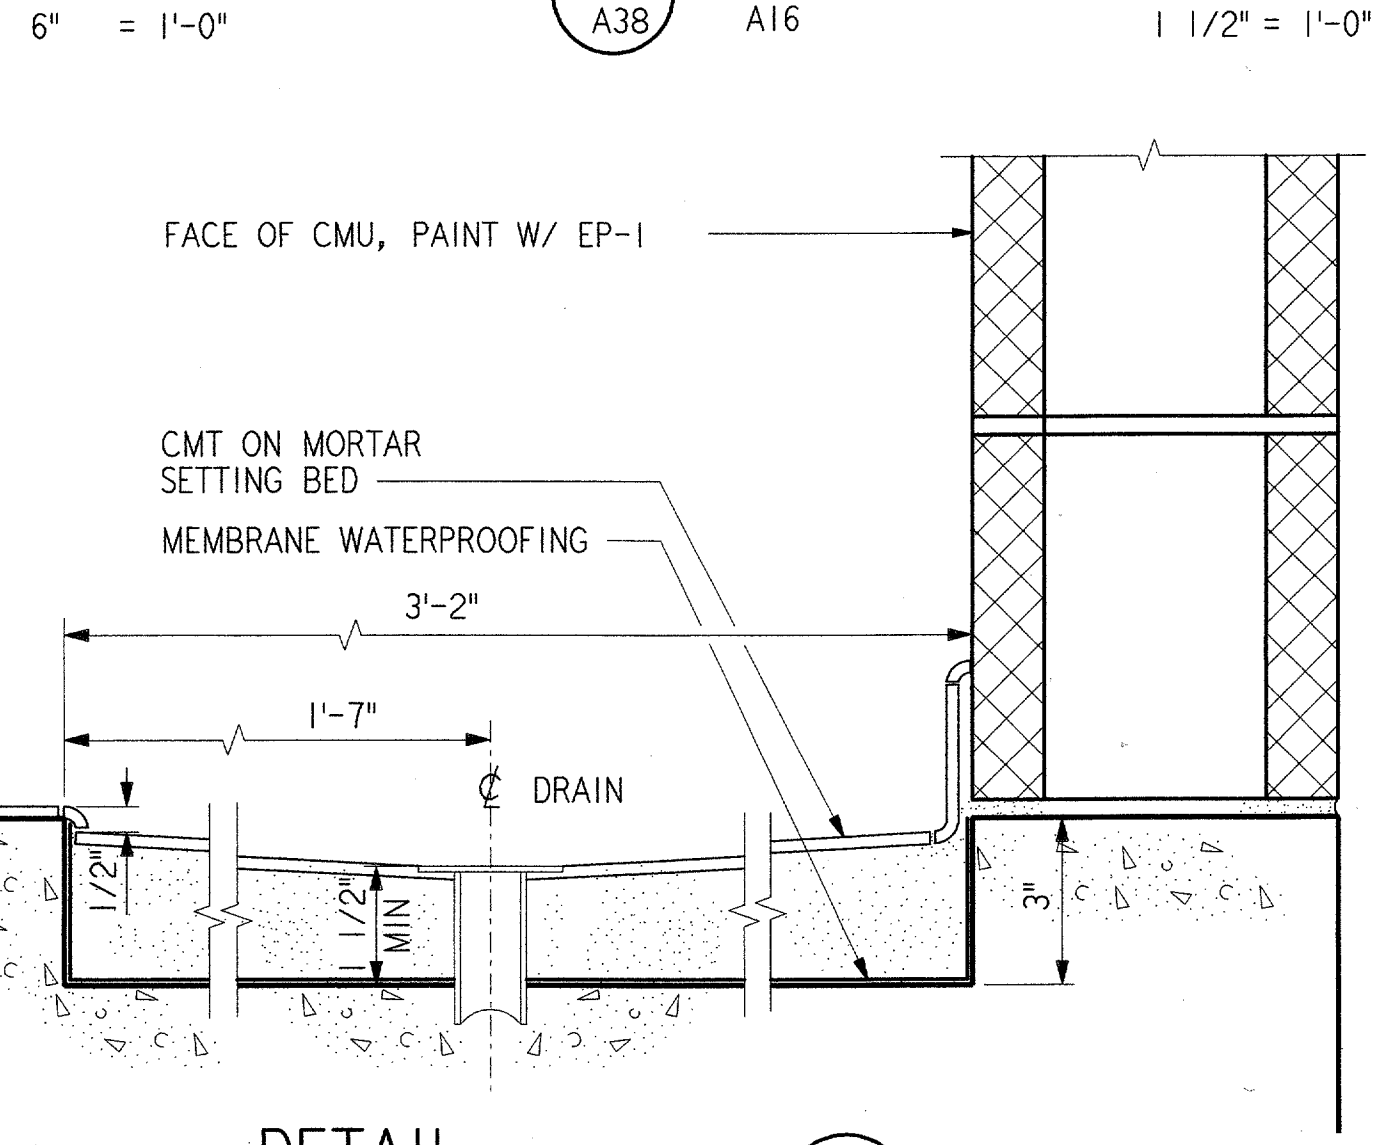 6" = 1'-0"
A38
A16
1 1/2" = 1'-0"
FACE OF CMU, PAINT W/ EP-1
CMT ON MORTAR
SETTING BED
MEMBRANE WATERPROOFING
3'-2"
1'-7"
℄ DRAIN
1/2"
1 1/2"
MIN
3"
DETAIL